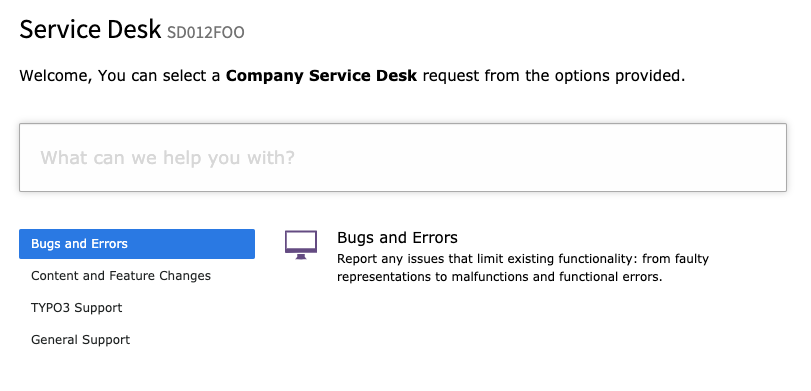 Service Desk SD012FOO
Welcome, You can select a Company Service Desk request from the options provided.
What can we help you with?
Bugs and Errors
Content and Feature Changes
TYPO3 Support
General Support
Bugs and Errors
Report any issues that limit existing functionality: from faulty
representations to malfunctions and functional errors.